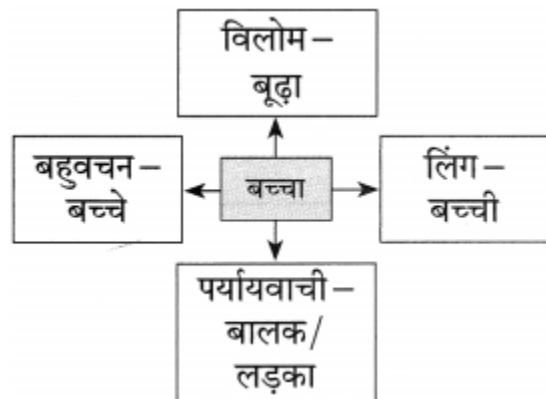 विलोम –
बूढ़ा
बहुवचन –
बच्चे
बच्चा
लिंग –
बच्ची
पर्यायवाची –
बालक/
लड़का